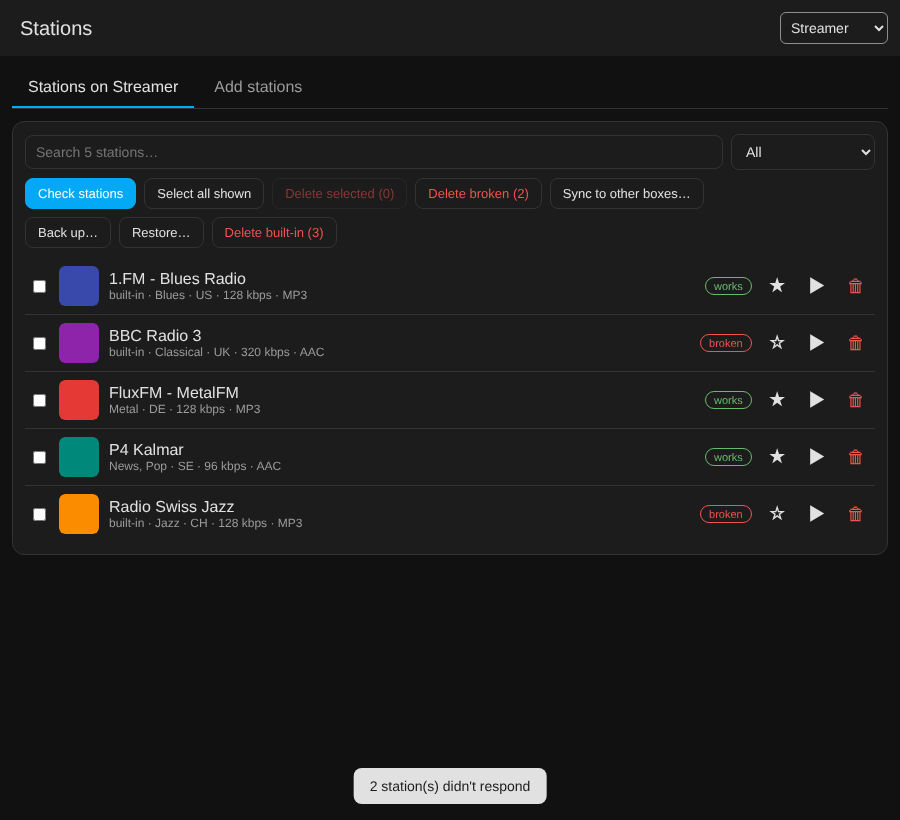 Stations
Streamer
Stations on Streamer
Add stations
Search 5 stations…
All
Check stations
Select all shown
Delete selected (0)
Delete broken (2)
Sync to other boxes…
Back up…
Restore…
Delete built-in (3)
1.FM - Blues Radio
built-in · Blues · US · 128 kbps · MP3
works
BBC Radio 3
built-in · Classical · UK · 320 kbps · AAC
broken
FluxFM - MetalFM
Metal · DE · 128 kbps · MP3
works
P4 Kalmar
News, Pop · SE · 96 kbps · AAC
works
Radio Swiss Jazz
built-in · Jazz · CH · 128 kbps · MP3
broken
2 station(s) didn't respond